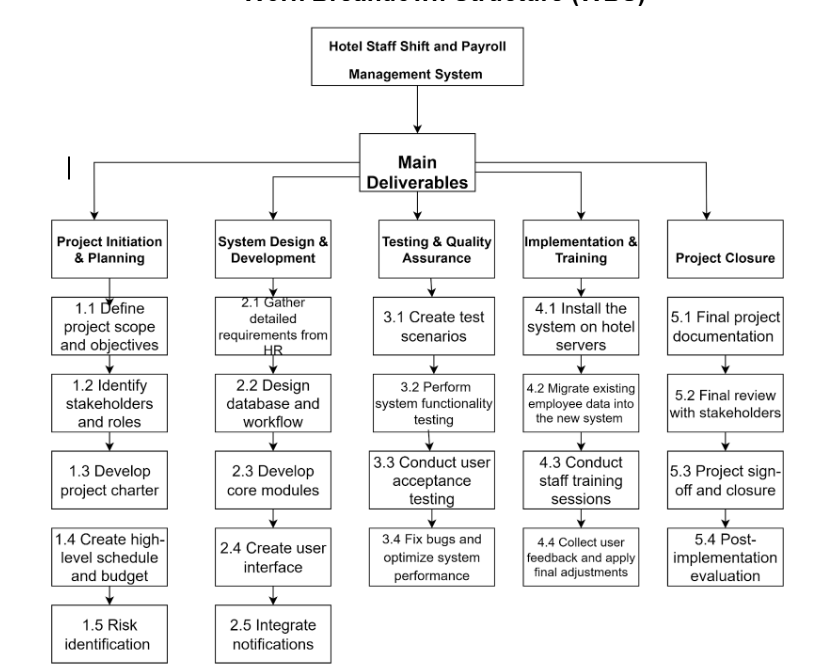 Work Breakdown Structure (WBS)
Hotel Staff Shift and Payroll
Management System
Main
Deliverables
Project Initiation
& Planning
System Design &
Development
Testing & Quality
Assurance
Implementation &
Training
Project Closure
1.1 Define
project scope
and objectives
2.1 Gather
detailed
requirements from
HR
3.1 Create test
scenarios
4.1 Install the
system on hotel
servers
5.1 Final project
documentation
1.2 Identify
stakeholders
and roles
2.2 Design
database and
workflow
3.2 Perform
system functionality
testing
4.2 Migrate existing
employee data into
the new system
5.2 Final review
with stakeholders
1.3 Develop
project charter
2.3 Develop
core modules
3.3 Conduct user
acceptance
testing
4.3 Conduct
staff training
sessions
5.3 Project sign-
off and closure
1.4 Create high-
level schedule
and budget
2.4 Create user
interface
3.4 Fix bugs and
optimize system
performance
4.4 Collect user
feedback and apply
final adjustments
5.4 Post-
implementation
evaluation
1.5 Risk
identification
2.5 Integrate
notifications